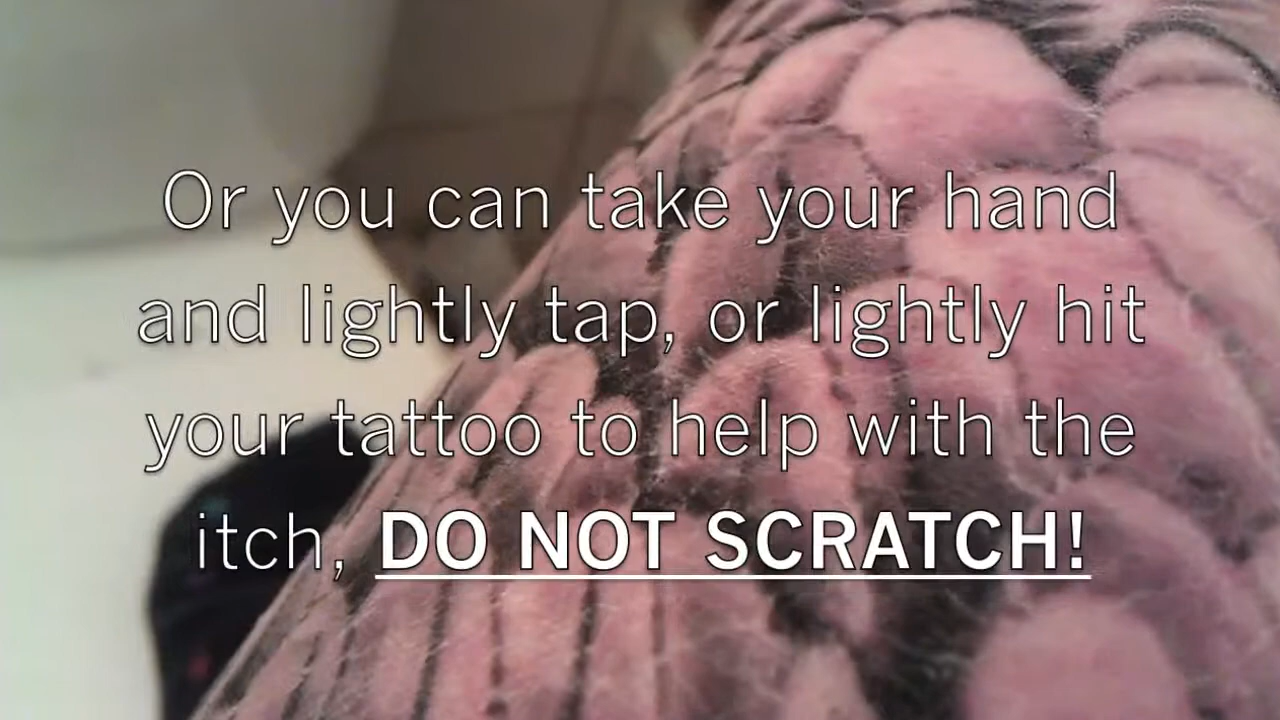 Or you can take your hand
and lightly tap, or lightly hit
your tattoo to help with the
itch, DO NOT SCRATCH!